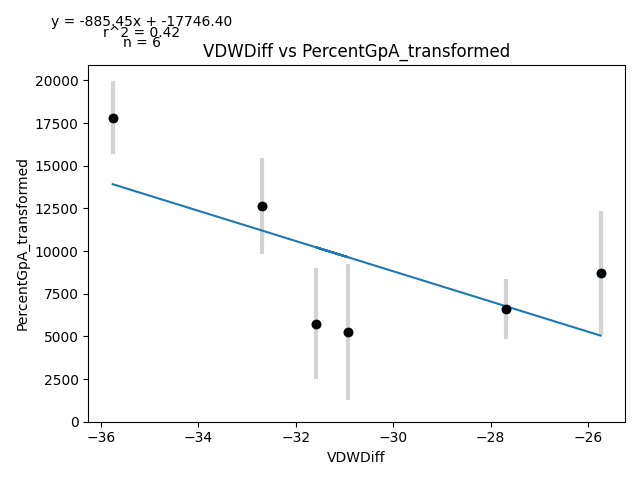 y = -885.45x + -17746.40
r^2 = 0.42
n = 6
VDWDiff vs PercentGpA_transformed
20000
17500
15000
12500
10000
7500
5000
2500
0
PercentGpA_transformed
−36 −34 −32 −30 −28 −26
VDWDiff